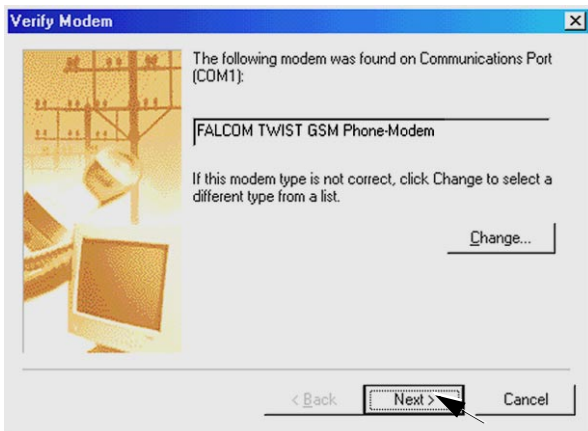 Verify Modem
The following modem was found on Communications Port
(COM1):
FALCOM TWIST GSM Phone-Modem
If this modem type is not correct, click Change to select a
different type from a list.
Change...
< Back
Next >
Cancel